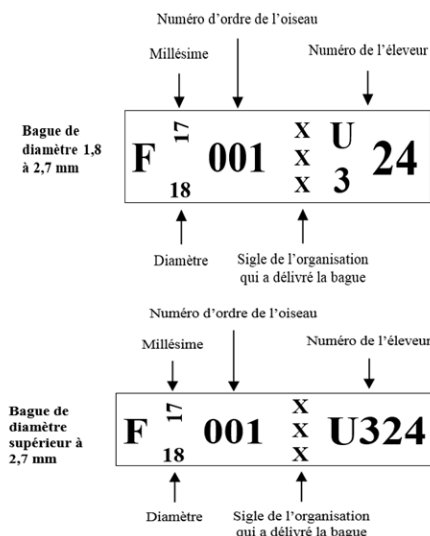 Numéro d'ordre de l'oiseau
Millésime
Numéro de l'éleveur
Bague de
diamètre 1,8
à 2,7 mm
F 17 18 001 X X X U 3 24
Diamètre
Sigle de l'organisation
qui a délivré la bague
Numéro d'ordre de l'oiseau
Millésime
Numéro de l'éleveur
Bague de
diamètre
supérieur à
2,7 mm
F 17 18 001 X X X U324
Diamètre
Sigle de l'organisation
qui a délivré la bague